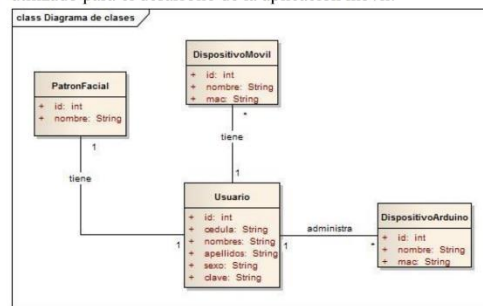 class Diagrama de clases
DispositivoMovil
+ id: int
+ nombre: String
+ mac: String
PatronFacial
+ id: int
+ nombre: String
*
1
tiene
tiene
1
Usuario
+ id: int
+ cedula: String
+ nombres: String
+ apellidos: String
+ sexo: String
+ clave: String
1
1
administra
*
DispositivoArduino
+ id: int
+ nombre: String
+ mac: String